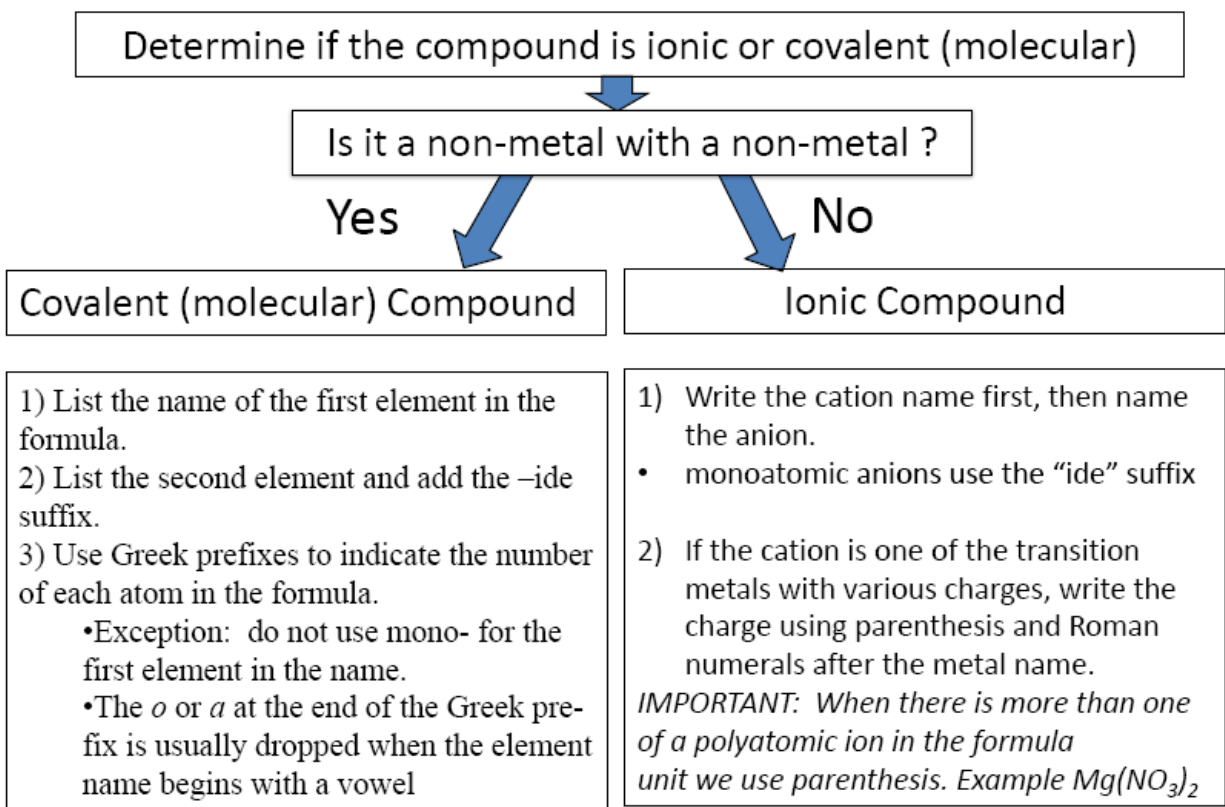 Determine if the compound is ionic or covalent (molecular)
Is it a non-metal with a non-metal ?
Yes
No
Covalent (molecular) Compound
1) List the name of the first element in the
formula.
2) List the second element and add the –ide
suffix.
3) Use Greek prefixes to indicate the number
of each atom in the formula.
•Exception:  do not use mono- for the
first element in the name.
•The o or a at the end of the Greek pre-
fix is usually dropped when the element
name begins with a vowel
Ionic Compound
1) Write the cation name first, then name
the anion.
• monoatomic anions use the “ide” suffix
2) If the cation is one of the transition
metals with various charges, write the
charge using parenthesis and Roman
numerals after the metal name.
IMPORTANT:  When there is more than one
of a polyatomic ion in the formula
unit we use parenthesis. Example Mg(NO₃)₂